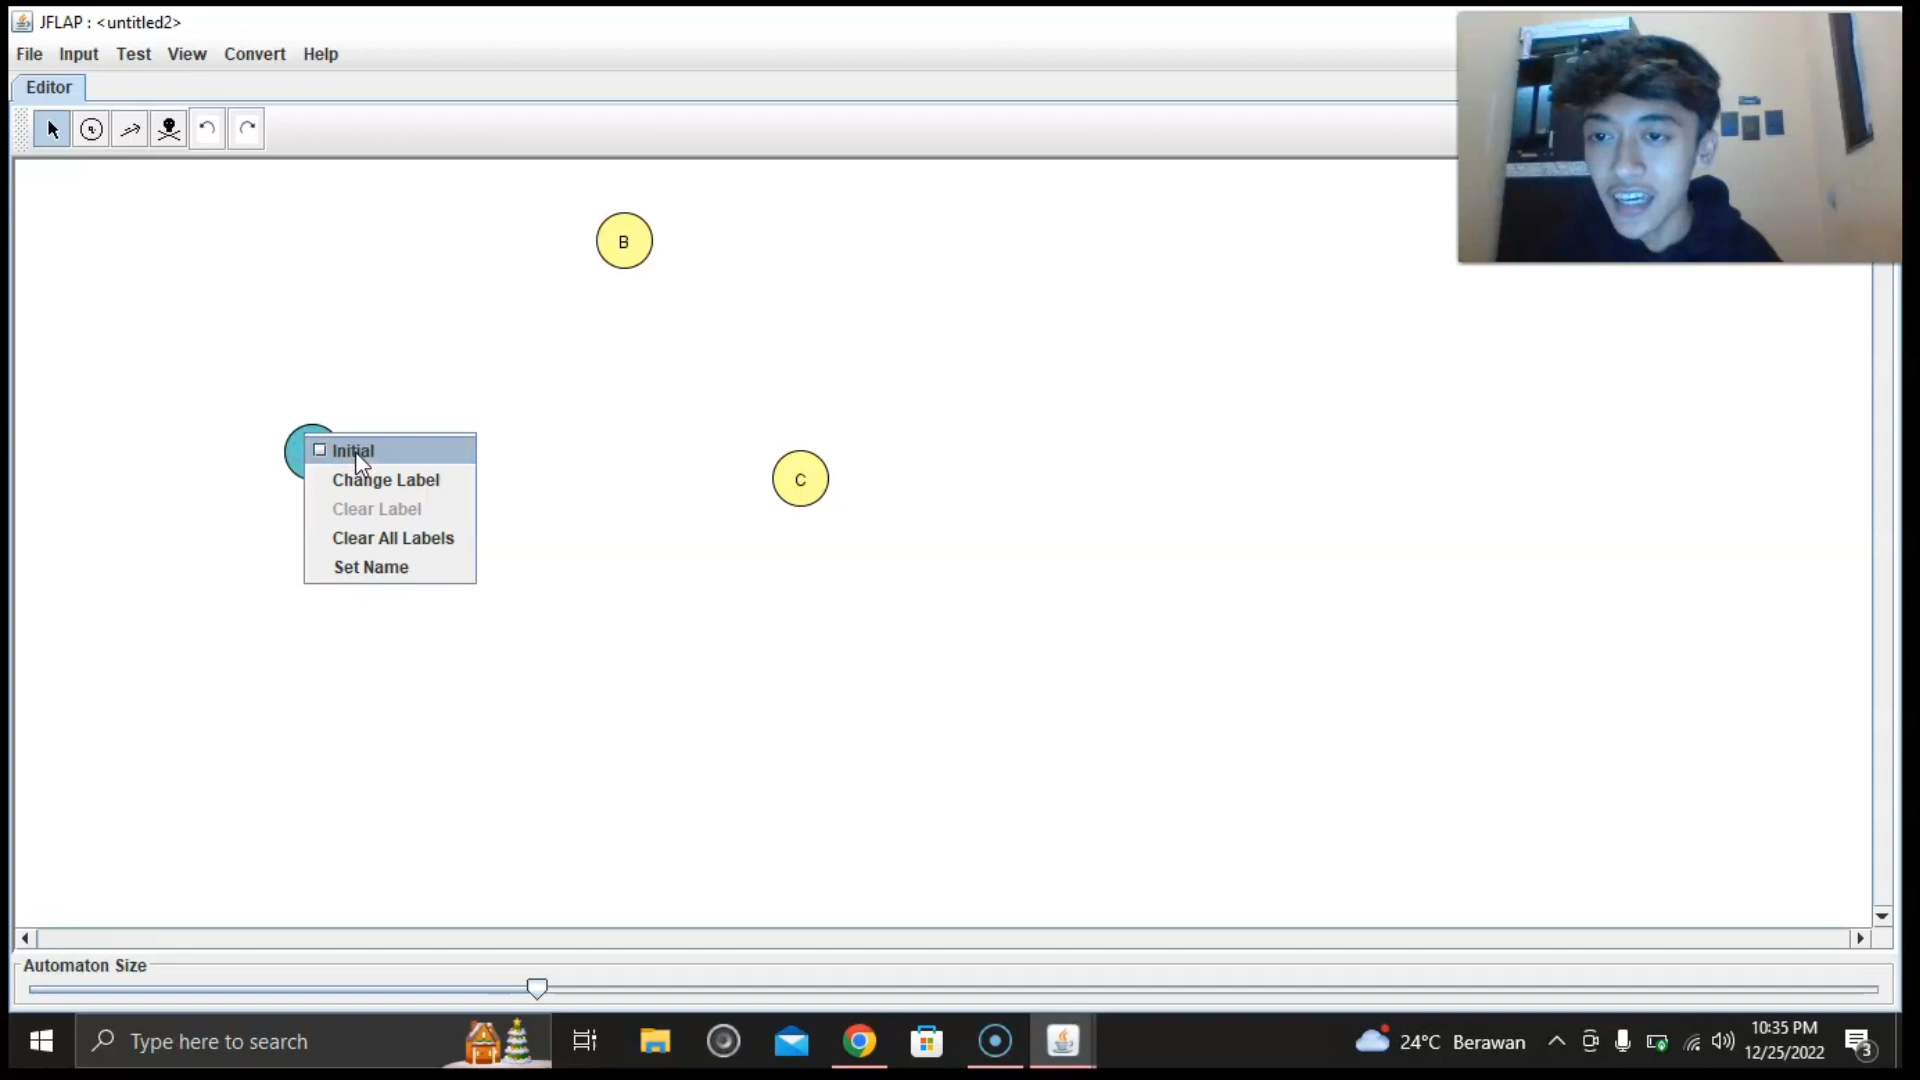 JFLAP : <untitled2>
File Input Test View Convert Help
Editor
B
Initial
Change Label
Clear Label
Clear All Labels
Set Name
C
Automaton Size
Type here to search
24°C Berawan
10:35 PM
12/25/2022
3